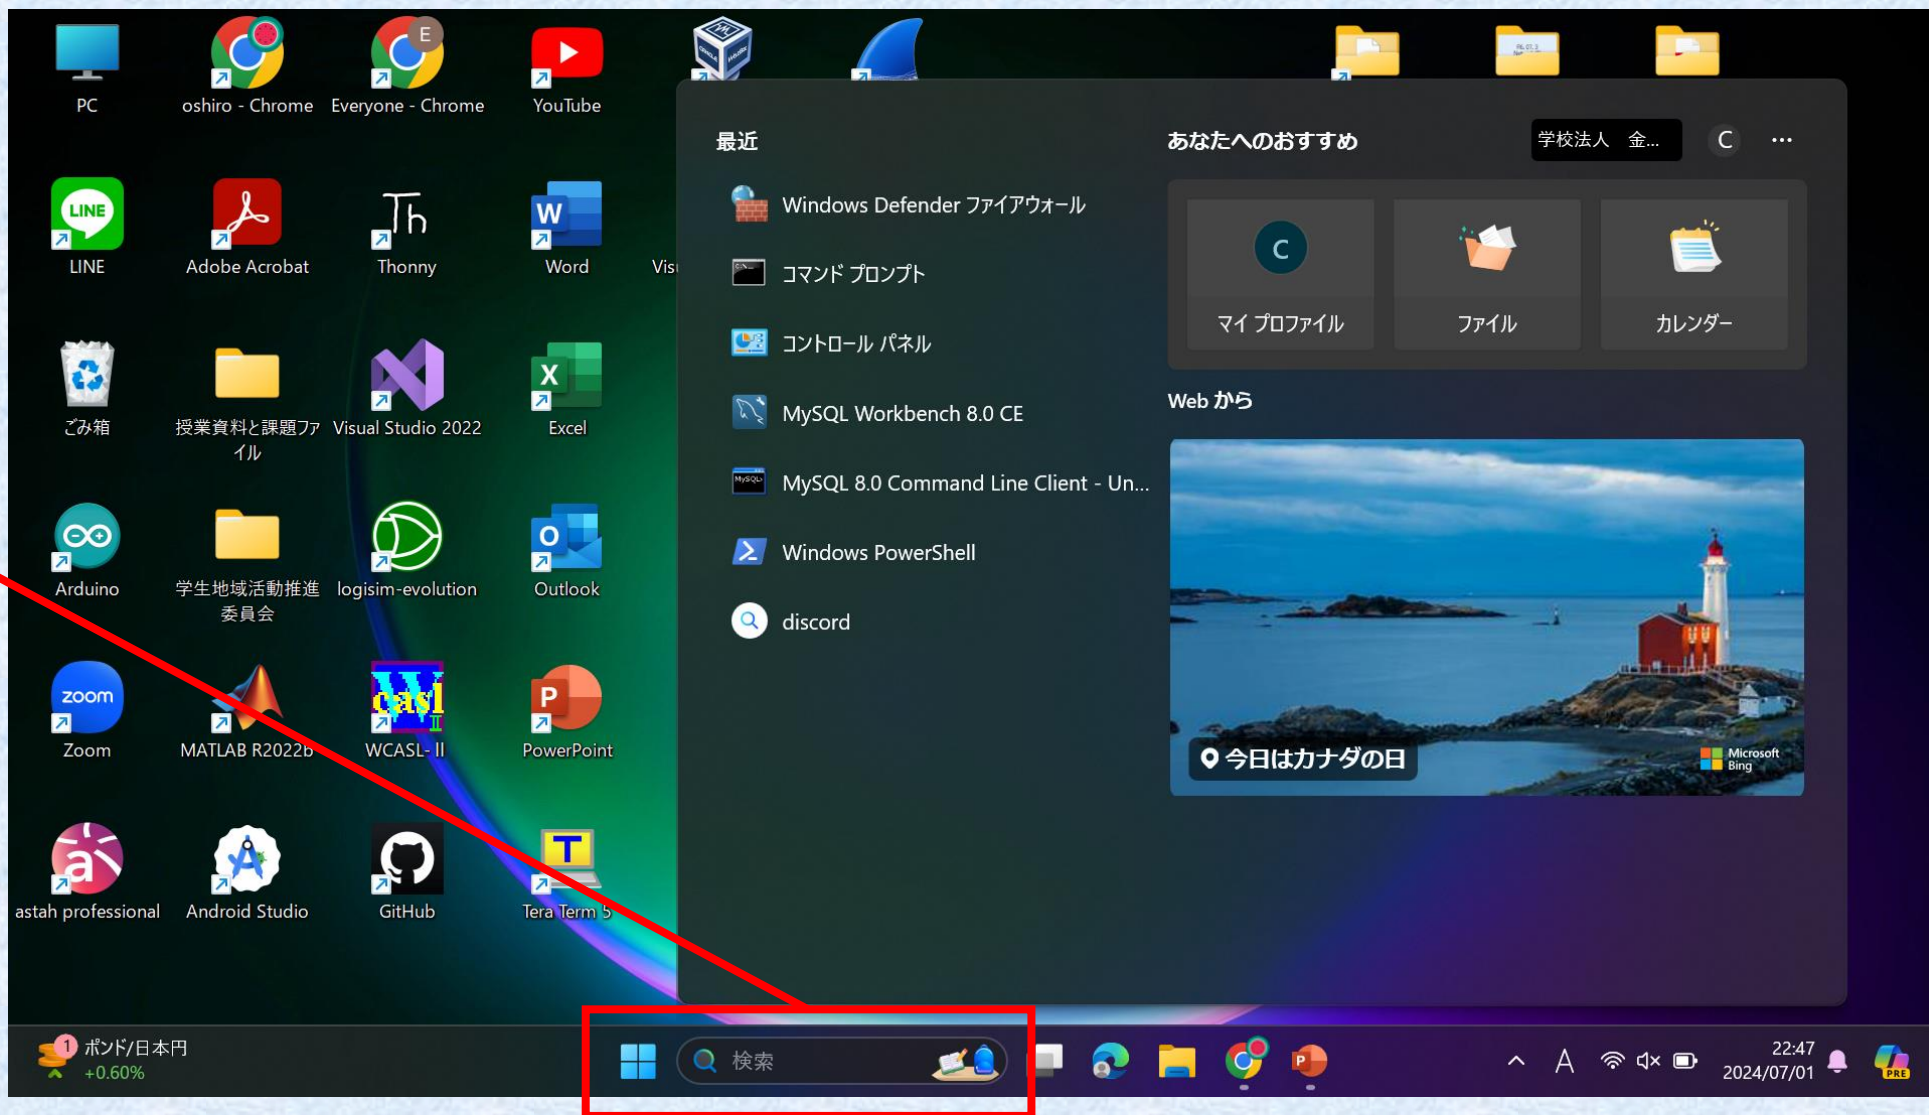 PC
oshiro - Chrome
E
Everyone - Chrome
YouTube
LINE
LINE
Adobe Acrobat
Th
Thonny
W
Word
Vis
ごみ箱
授業資料と課題ファ
イル
Visual Studio 2022
X
Excel
Arduino
学生地域活動推進
委員会
logisim-evolution
O
Outlook
zoom
Zoom
MATLAB R2022b
Wcasl II
WCASL-II
P
PowerPoint
astah professional
Android Studio
GitHub
T
Tera Term 5
最近
Windows Defender ファイアウォール
コマンド プロンプト
コントロール パネル
MySQL Workbench 8.0 CE
MySQL 8.0 Command Line Client - Un...
Windows PowerShell
discord
あなたへのおすすめ
学校法人 金...
C
...
C
マイ プロファイル
ファイル
カレンダー
Web から
今日はカナダの日
Microsoft
Bing
1
ポンド/日本円
+0.60%
検索
A
22:47
2024/07/01
PRE